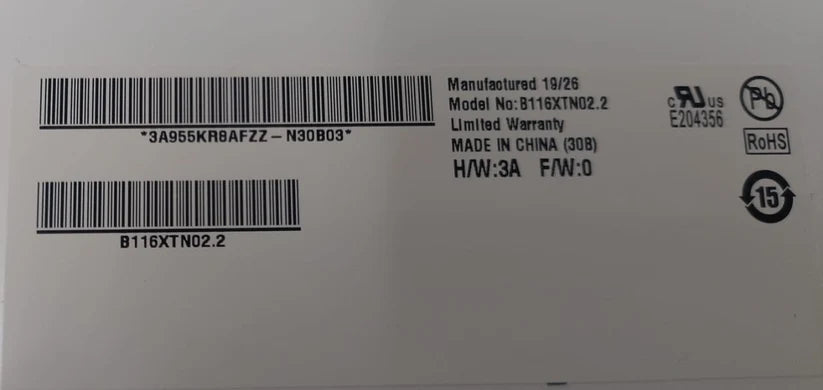 *3A955KR8AFZZ-N30B03*
B116XTN02.2
Manufactured 19/26
Model No:B116XTN02.2
Limited Warranty
MADE IN CHINA (30B)
H/W:3A F/W:0
c RU us
E204356
Pb
RoHS
15